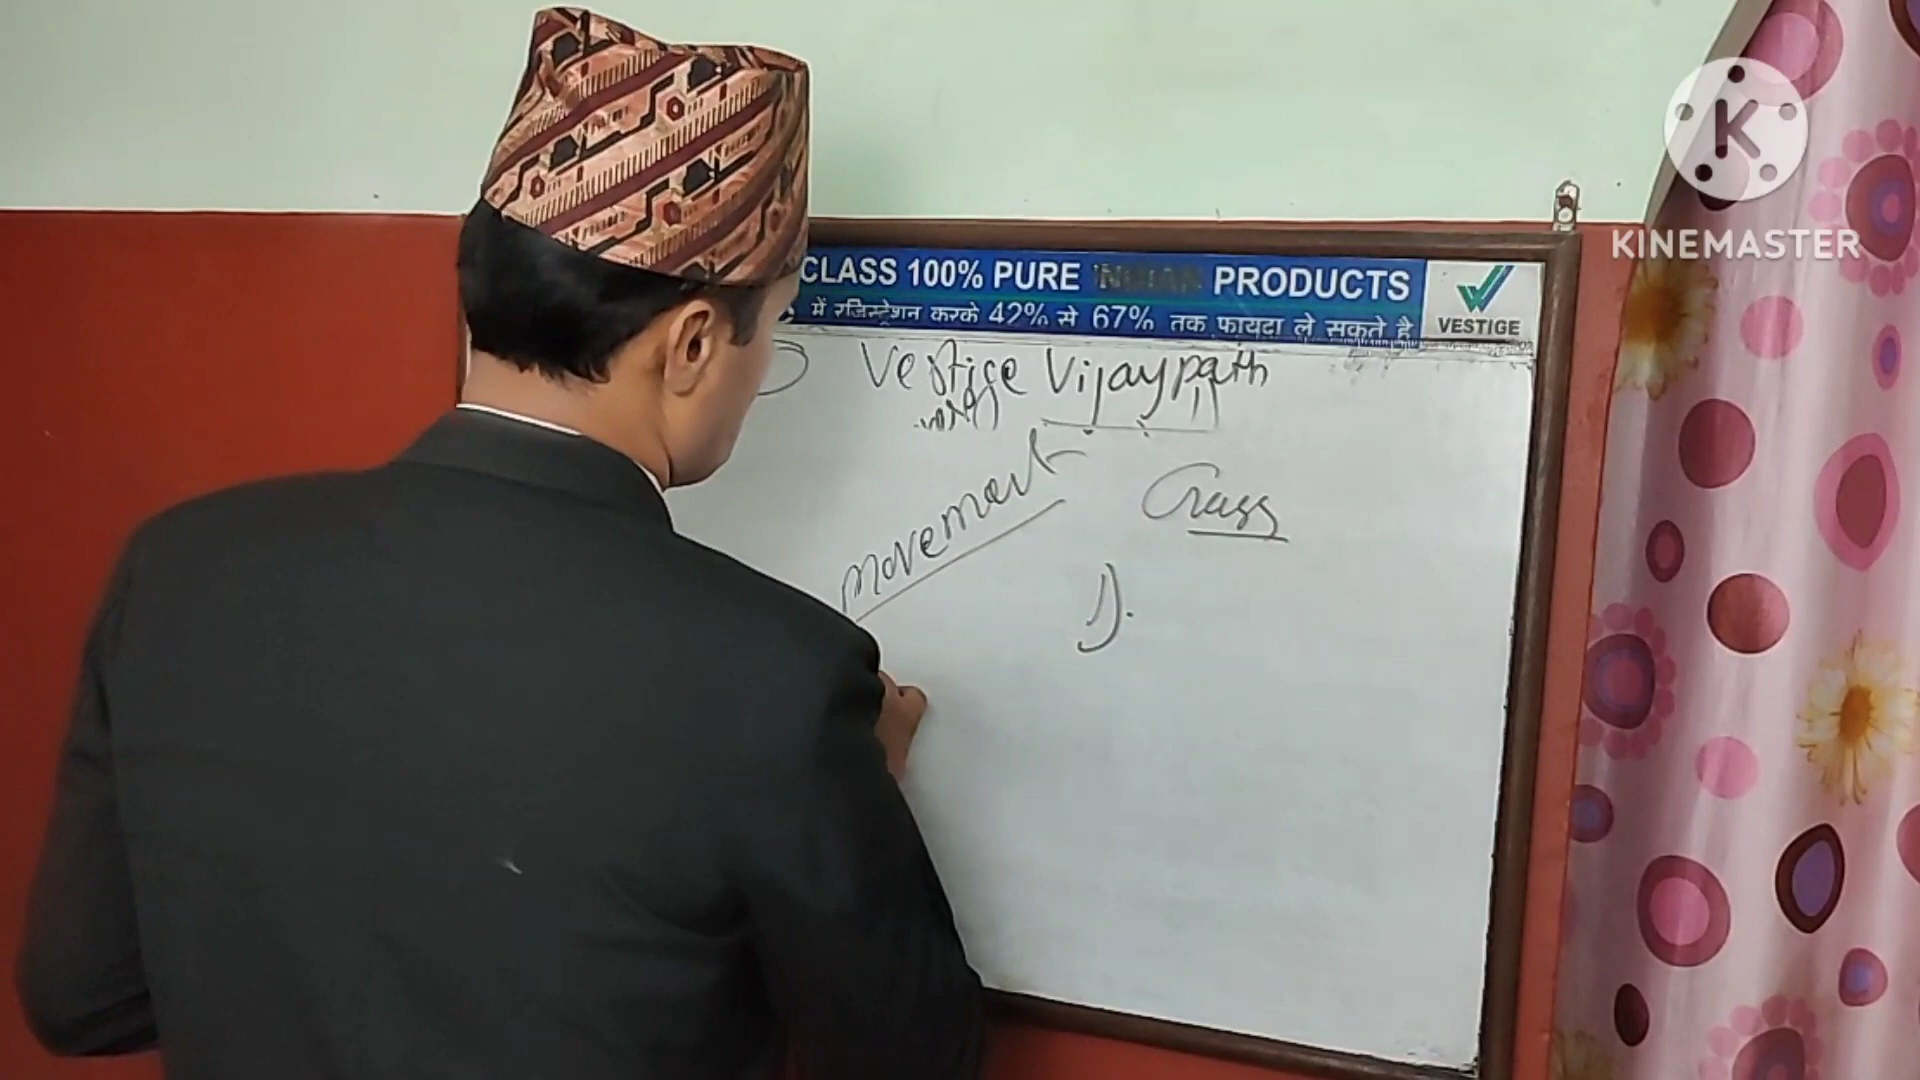 KINEMASTER
CLASS 100% PURE INDIAN PRODUCTS
में रजिस्ट्रेशन करके 42% से 67% तक फायदा ले सकते है
VESTIGE
Vestige Vijaypath
movement
Class
1).